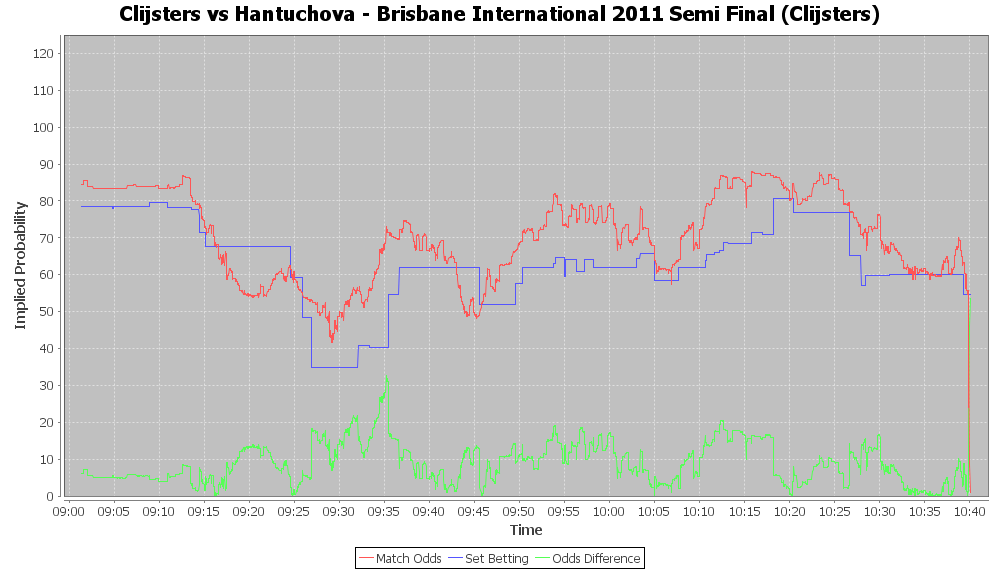 Clijsters vs Hantuchova - Brisbane International 2011 Semi Final (Clijsters)
120
110
100
90
80
70
60
50
40
30
20
10
0
Implied Probability
09:00 09:05 09:10 09:15 09:20 09:25 09:30 09:35 09:40 09:45 09:50 09:55 10:00 10:05 10:10 10:15 10:20 10:25 10:30 10:35 10:40
Time
Match Odds Set Betting Odds Difference